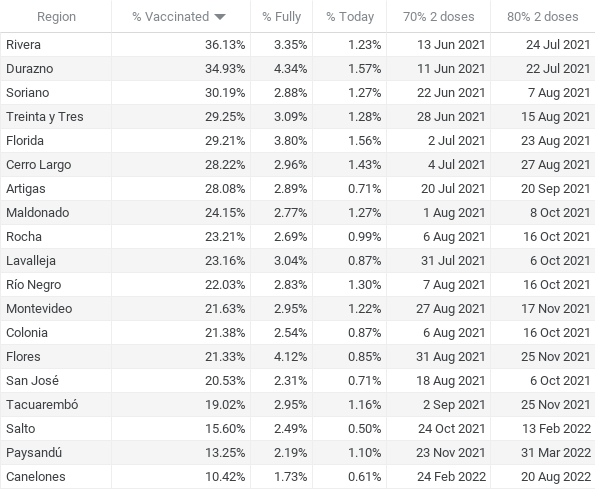 Region % Vaccinated % Fully % Today 70% 2 doses 80% 2 doses
Rivera 36.13% 3.35% 1.23% 13 Jun 2021 24 Jul 2021
Durazno 34.93% 4.34% 1.57% 11 Jun 2021 22 Jul 2021
Soriano 30.19% 2.88% 1.27% 22 Jun 2021 7 Aug 2021
Treinta y Tres 29.25% 3.09% 1.28% 28 Jun 2021 15 Aug 2021
Florida 29.21% 3.80% 1.56% 2 Jul 2021 23 Aug 2021
Cerro Largo 28.22% 2.96% 1.43% 4 Jul 2021 27 Aug 2021
Artigas 28.08% 2.89% 0.71% 20 Jul 2021 20 Sep 2021
Maldonado 24.15% 2.77% 1.27% 1 Aug 2021 8 Oct 2021
Rocha 23.21% 2.69% 0.99% 6 Aug 2021 16 Oct 2021
Lavalleja 23.16% 3.04% 0.87% 31 Jul 2021 6 Oct 2021
Río Negro 22.03% 2.83% 1.30% 7 Aug 2021 16 Oct 2021
Montevideo 21.63% 2.95% 1.22% 27 Aug 2021 17 Nov 2021
Colonia 21.38% 2.54% 0.87% 6 Aug 2021 16 Oct 2021
Flores 21.33% 4.12% 0.85% 31 Aug 2021 25 Nov 2021
San José 20.53% 2.31% 0.71% 18 Aug 2021 6 Oct 2021
Tacuarembó 19.02% 2.95% 1.16% 2 Sep 2021 25 Nov 2021
Salto 15.60% 2.49% 0.50% 24 Oct 2021 13 Feb 2022
Paysandú 13.25% 2.19% 1.10% 23 Nov 2021 31 Mar 2022
Canelones 10.42% 1.73% 0.61% 24 Feb 2022 20 Aug 2022